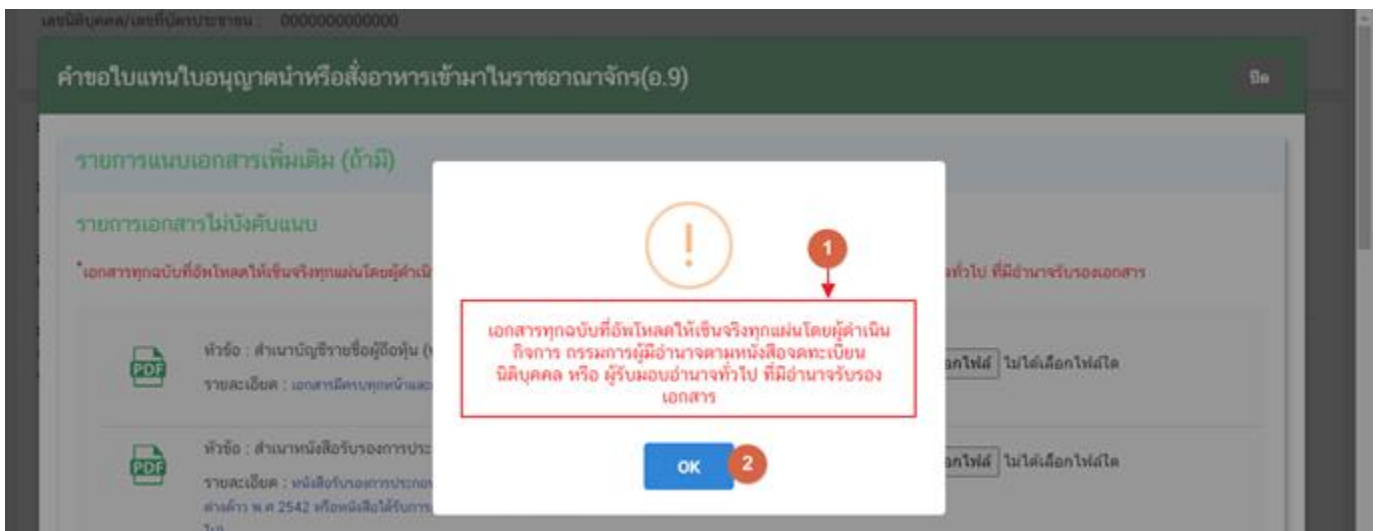 เลขนิติบุคคล/เลขที่บัตรประชาชน : 0000000000000
คำขอใบแทนใบอนุญาตนำหรือสั่งอาหารเข้ามาในราชอาณาจักร(อ.9)
ปิด
รายการแนบเอกสารเพิ่มเติม (ถ้ามี)
รายการเอกสารไม่บังคับแนบ
*เอกสารทุกฉบับที่อัพโหลดให้เซ็นจริงทุกแผ่นโดยผู้ดำเนิ ทั่วไป ที่มีอำนาจรับรองเอกสาร
1
เอกสารทุกฉบับที่อัพโหลดให้เซ็นจริงทุกแผ่นโดยผู้ดำเนิน
กิจการ กรรมการผู้มีอำนาจตามหนังสือจดทะเบียน
นิติบุคคล หรือ ผู้รับมอบอำนาจทั่วไป ที่มีอำนาจรับรอง
เอกสาร
PDF
หัวข้อ : สำเนาบัญชีรายชื่อผู้ถือหุ้น
รายละเอียด : เอกสารมีครบทุกหน้าและ
อกไฟล์ ไม่ได้เลือกไฟล์ใด
OK
2
PDF
หัวข้อ : สำเนาหนังสือรับรองการประ
รายละเอียด : หนังสือรับรองการประกอ
ต่างด้าว พ.ศ 2542 หรือหนังสือได้รับการ
อกไฟล์ ไม่ได้เลือกไฟล์ใด